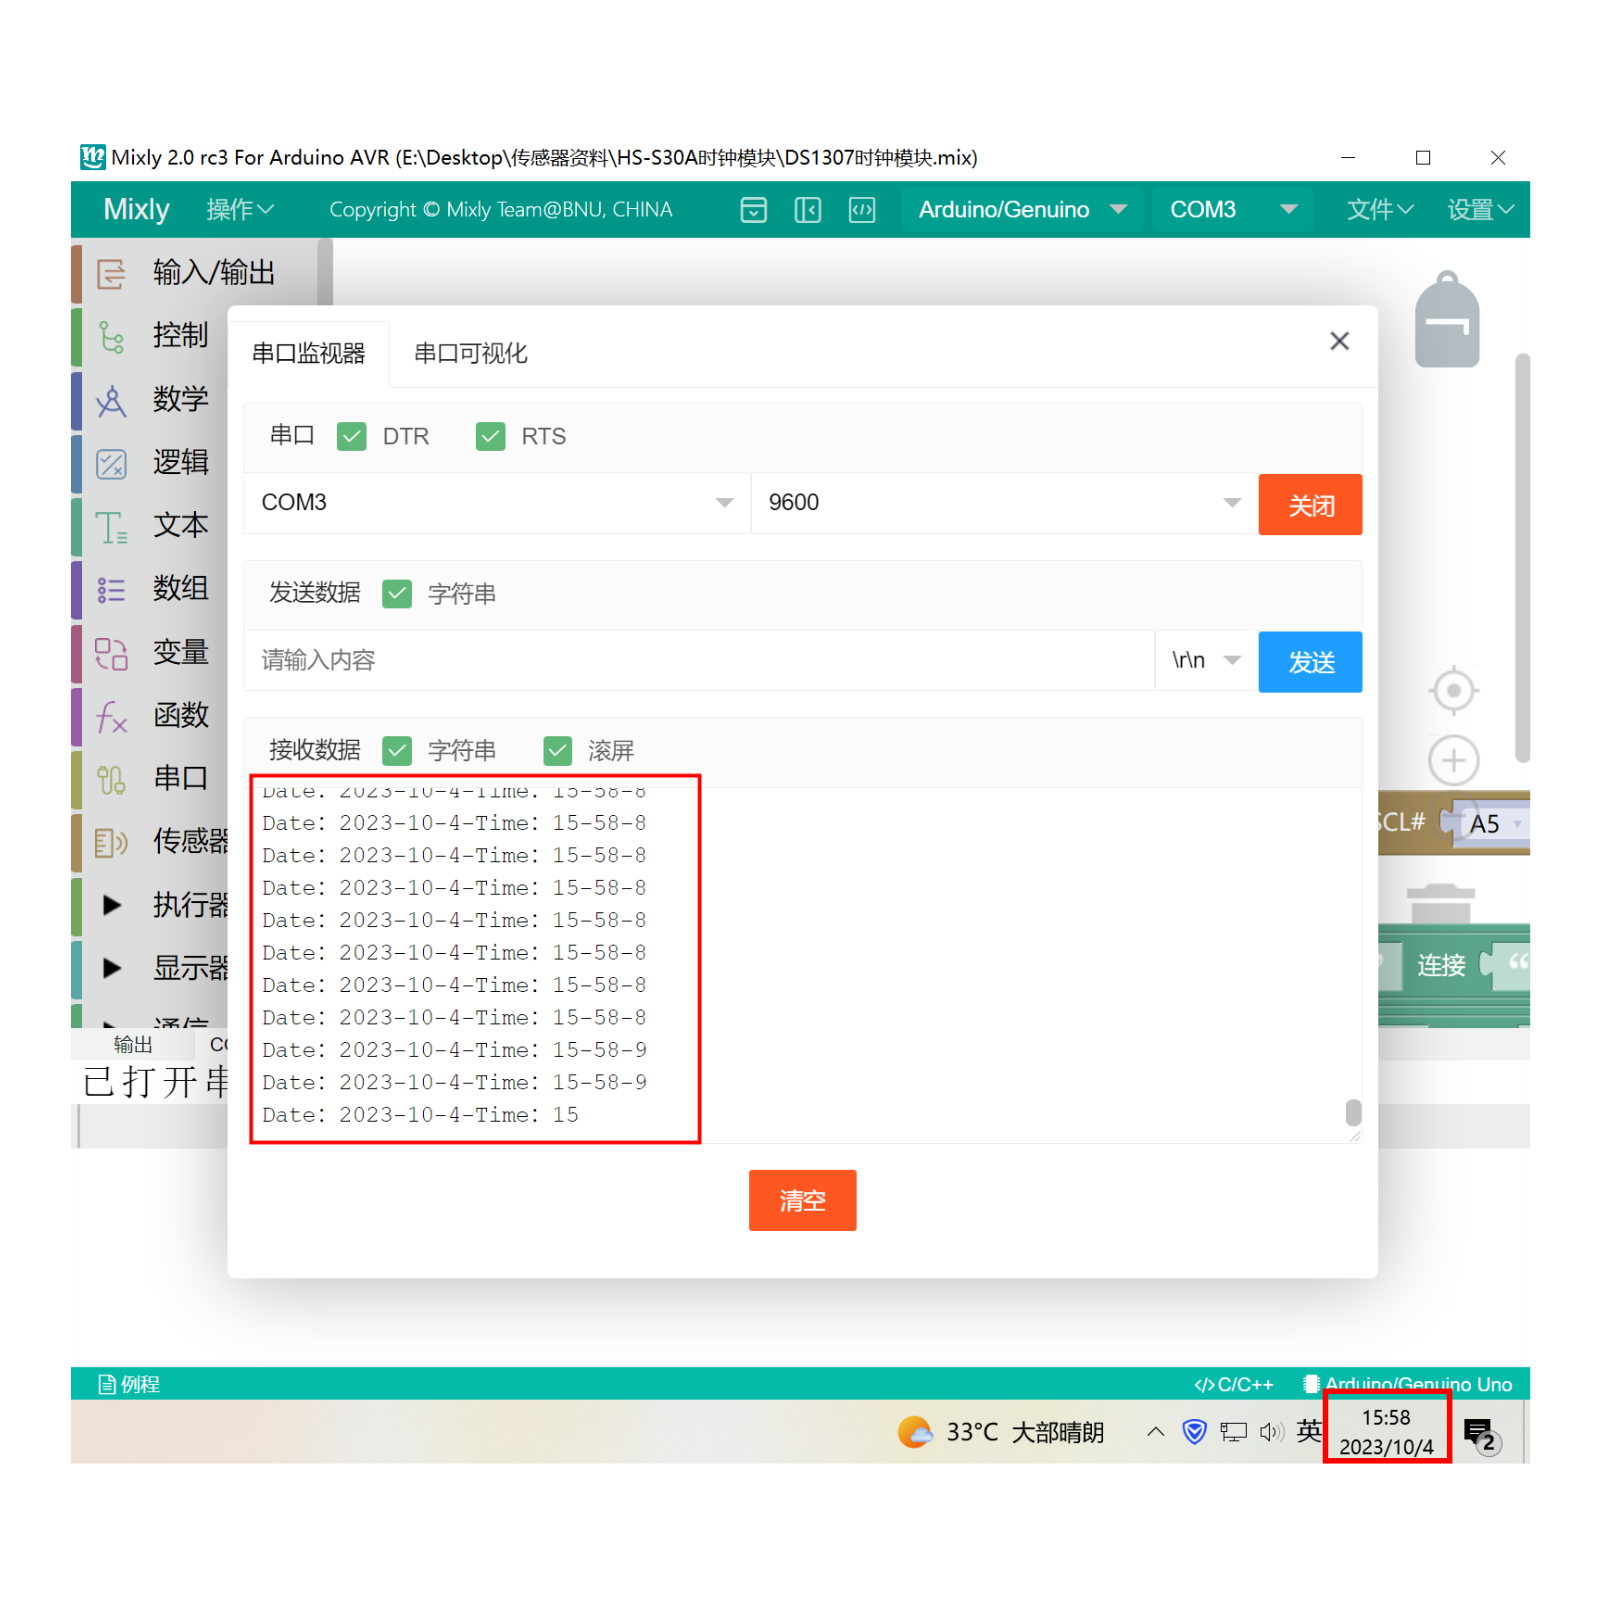 Mixly 2.0 rc3 For Arduino AVR (E:\Desktop\传感器资料\HS-S30A时钟模块\DS1307时钟模块.mix)
Mixly 操作 Copyright © Mixly Team@BNU, CHINA Arduino/Genuino COM3 文件 设置
输入/输出
控制
数学
逻辑
文本
数组
变量
函数
串口
传感器
执行器
显示器
通信
串口监视器 串口可视化
串口 DTR RTS
COM3 9600 关闭
发送数据 字符串
请输入内容 \r\n 发送
接收数据 字符串 滚屏
Date: 2023-10-4-Time: 15-58-8
Date: 2023-10-4-Time: 15-58-8
Date: 2023-10-4-Time: 15-58-8
Date: 2023-10-4-Time: 15-58-8
Date: 2023-10-4-Time: 15-58-8
Date: 2023-10-4-Time: 15-58-8
Date: 2023-10-4-Time: 15-58-8
Date: 2023-10-4-Time: 15-58-8
Date: 2023-10-4-Time: 15-58-9
Date: 2023-10-4-Time: 15-58-9
Date: 2023-10-4-Time: 15
清空
SCL# A5
连接 “
输出 CO
已打开串
例程 </>C/C++ Arduino/Genuino Uno
33°C 大部晴朗 英 15:58
2023/10/4
2